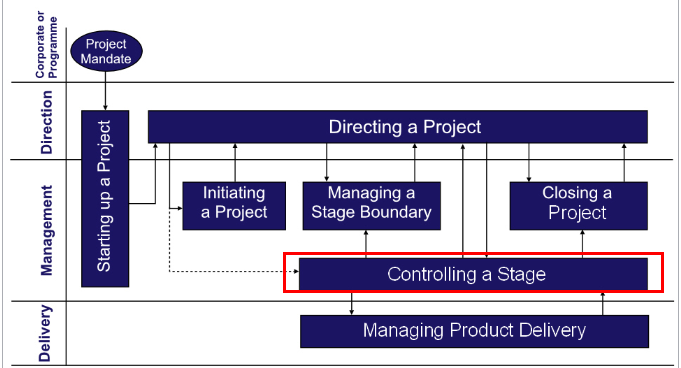 Corporate or
Programme
Project
Mandate
Direction
Starting up a Project
Directing a Project
Management
Initiating
a Project
Managing a
Stage Boundary
Closing a
Project
Controlling a Stage
Delivery
Managing Product Delivery